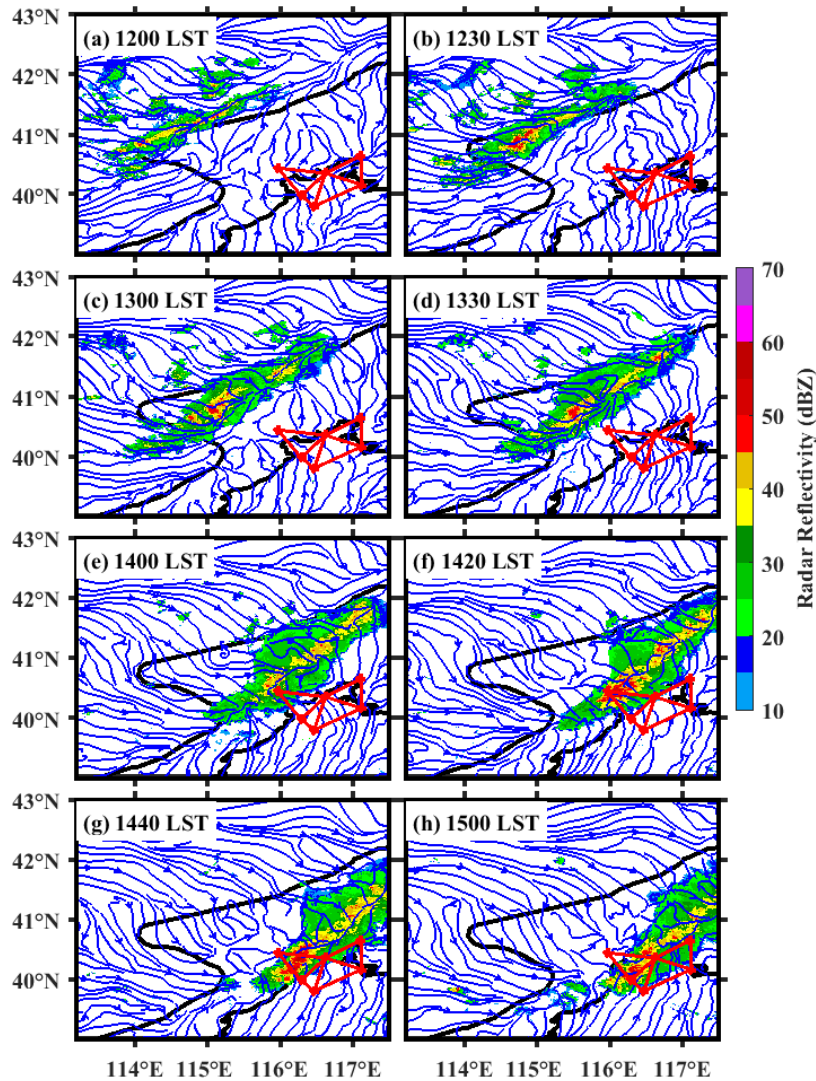 43°N
(a) 1200 LST
(b) 1230 LST
42°N
41°N
40°N
43°N
(c) 1300 LST
(d) 1330 LST
42°N
41°N
40°N
43°N
(e) 1400 LST
(f) 1420 LST
42°N
41°N
40°N
43°N
(g) 1440 LST
(h) 1500 LST
42°N
41°N
40°N
114°E 115°E 116°E 117°E
114°E 115°E 116°E 117°E
70
60
50
40
30
20
10
Radar Reflectivity (dBZ)